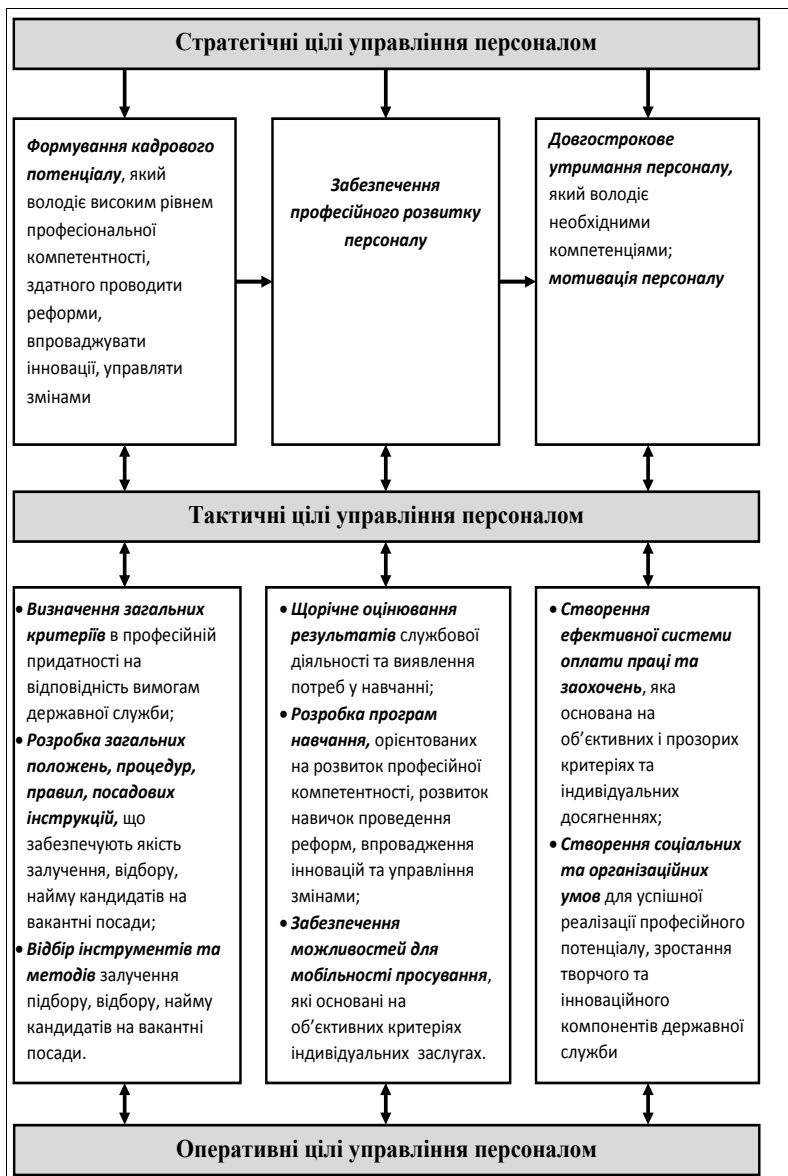 Стратегічні цілі управління персоналом
Формування кадрового
потенціалу, який
володіє високим рівнем
професіональної
компетентності,
здатного проводити
реформи,
впроваджувати
інновації, управляти
змінами
Забезпечення
професійного розвитку
персоналу
Довгострокове
утримання персоналу,
який володіє
необхідними
компетенціями;
мотивація персоналу
Тактичні цілі управління персоналом
• Визначення загальних
критеріїв в професійній
придатності на
відповідність вимогам
державної служби;
• Розробка загальних
положень, процедур,
правил, посадових
інструкцій, що
забезпечують якість
залучення, відбору,
найму кандидатів на
вакантні посади;
• Відбір інструментів та
методів залучення
підбору, відбору, найму
кандидатів на вакантні
посади.
• Щорічне оцінювання
результатів службової
діяльності та виявлення
потреб у навчанні;
• Розробка програм
навчання, орієнтованих
на розвиток професійної
компетентності, розвиток
навичок проведення
реформ, впровадження
інновацій та управління
змінами;
• Забезпечення
можливостей для
мобільності просування,
які основані на
об’єктивних критеріях
індивідуальних заслугах.
• Створення
ефективної системи
оплати праці та
заохочень, яка
основана на
об’єктивних і прозорих
критеріях та
індивідуальних
досягненнях;
• Створення соціальних
та організаційних
умов для успішної
реалізації професійного
потенціалу, зростання
творчого та
інноваційного
компонентів державної
служби
Оперативні цілі управління персоналом